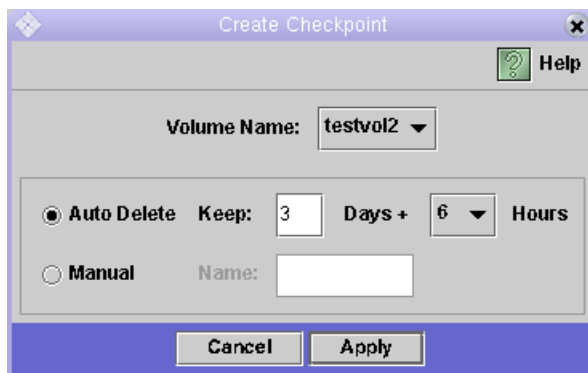 Create Checkpoint
Help
Volume Name: testvol2
Auto Delete Keep: 3 Days + 6 Hours
Manual Name:
Cancel Apply